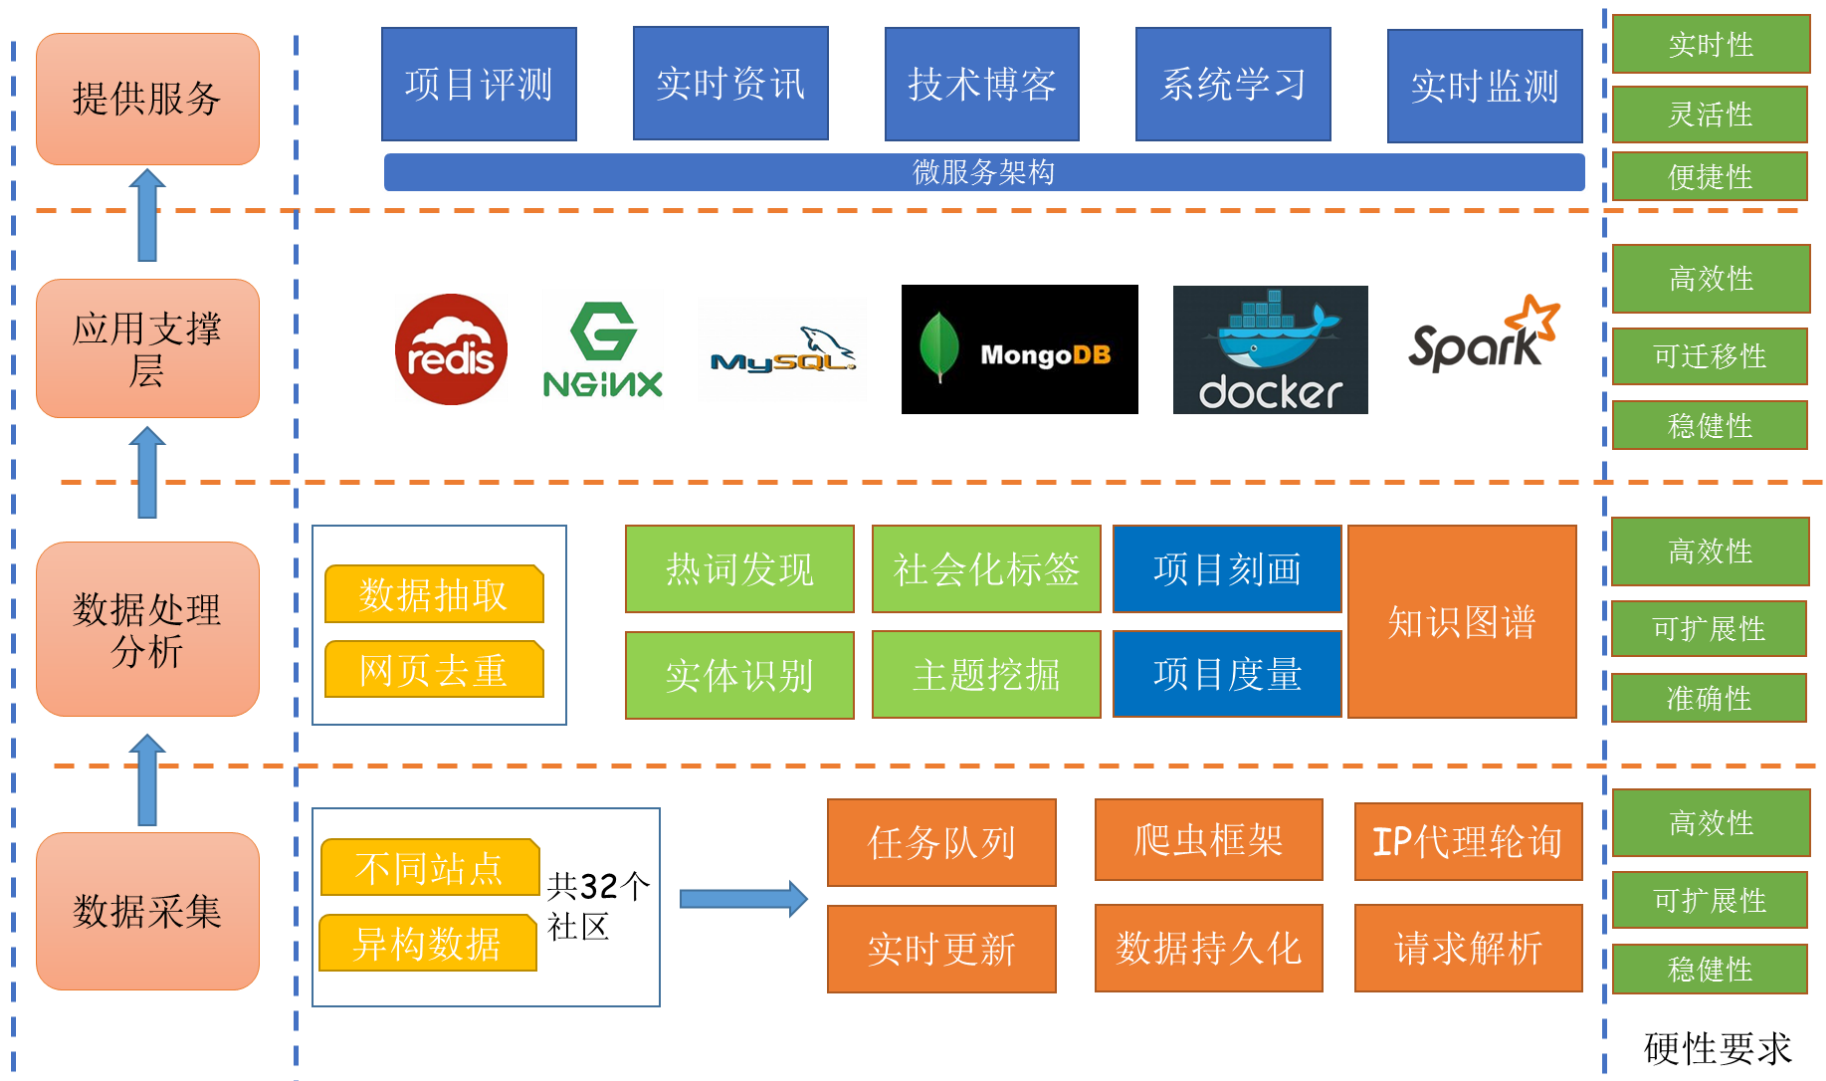 提供服务
项目评测
实时资讯
技术博客
系统学习
实时监测
微服务架构
实时性
灵活性
便捷性
应用支撑
层
redis
NGiNX
MySQL
MongoDB
docker
Spark
高效性
可迁移性
稳健性
数据处理
分析
数据抽取
网页去重
热词发现
社会化标签
项目刻画
知识图谱
实体识别
主题挖掘
项目度量
高效性
可扩展性
准确性
数据采集
不同站点
异构数据
共32个
社区
任务队列
爬虫框架
IP代理轮询
实时更新
数据持久化
请求解析
高效性
可扩展性
稳健性
硬性要求